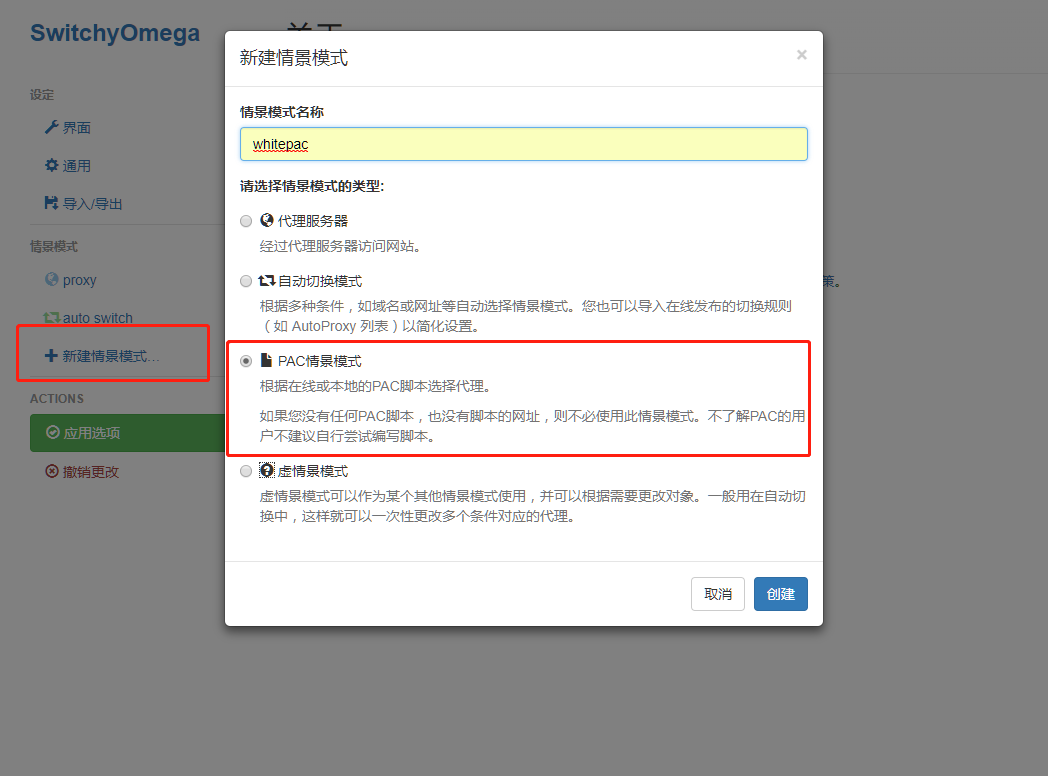 SwitchyOmega
关于
设定
界面
通用
导入/导出
情景模式
proxy
auto switch
新建情景模式...
ACTIONS
应用选项
撤销更改
策。
新建情景模式
×
情景模式名称
whitepac
请选择情景模式的类型:
代理服务器
经过代理服务器访问网站。
自动切换模式
根据多种条件，如域名或网址等自动选择情景模式。您也可以导入在线发布的切换规则
（如 AutoProxy 列表）以简化设置。
PAC情景模式
根据在线或本地的PAC脚本选择代理。
如果您没有任何PAC脚本，也没有脚本的网址，则不必使用此情景模式。不了解PAC的用
户不建议自行尝试编写脚本。
虚情景模式
虚情景模式可以作为某个其他情景模式使用，并可以根据需要更改对象。一般用在自动切
换中，这样就可以一次性更改多个条件对应的代理。
取消
创建